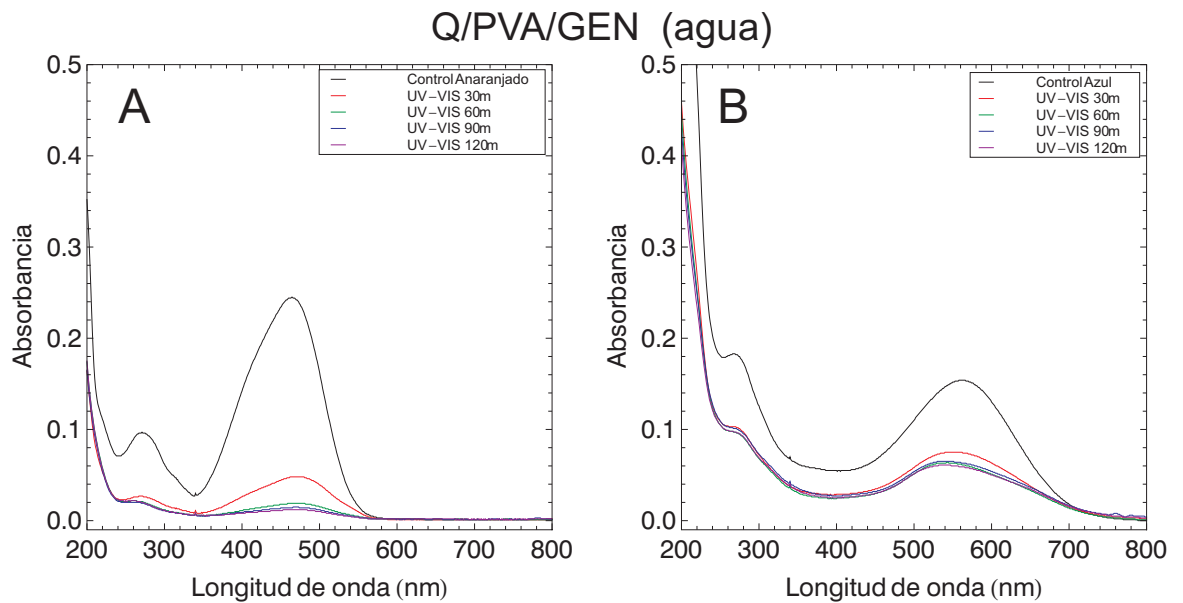 Q/PVA/GEN (agua)
A
Control Anaranjado
UV-VIS 30m
UV-VIS 60m
UV-VIS 90m
UV-VIS 120m
0.5
0.4
0.3
0.2
0.1
0.0
Absorbancia
200 300 400 500 600 700 800
Longitud de onda (nm)
B
Control Azul
UV-VIS 30m
UV-VIS 60m
UV-VIS 90m
UV-VIS 120m
0.5
0.4
0.3
0.2
0.1
0.0
Absorbancia
200 300 400 500 600 700 800
Longitud de onda (nm)